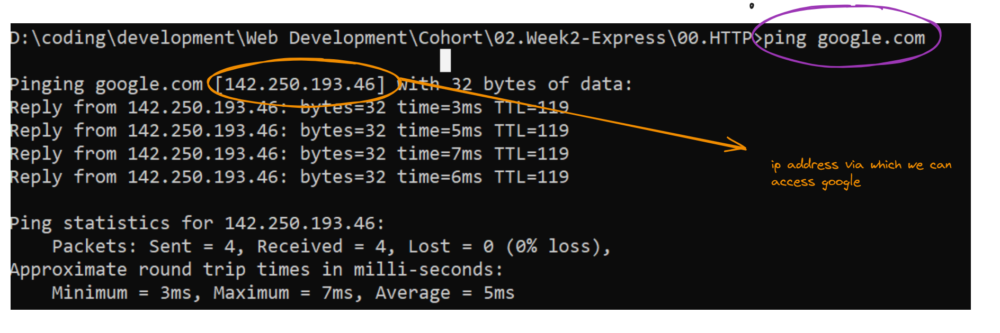 D:\coding\development\Web Development\Cohort\02.Week2-Express\00.HTTP>ping google.com
Pinging google.com [142.250.193.46] with 32 bytes of data:
Reply from 142.250.193.46: bytes=32 time=3ms TTL=119
Reply from 142.250.193.46: bytes=32 time=5ms TTL=119
Reply from 142.250.193.46: bytes=32 time=7ms TTL=119
Reply from 142.250.193.46: bytes=32 time=6ms TTL=119
ip address via which we can
access google
Ping statistics for 142.250.193.46:
    Packets: Sent = 4, Received = 4, Lost = 0 (0% loss),
Approximate round trip times in milli-seconds:
    Minimum = 3ms, Maximum = 7ms, Average = 5ms